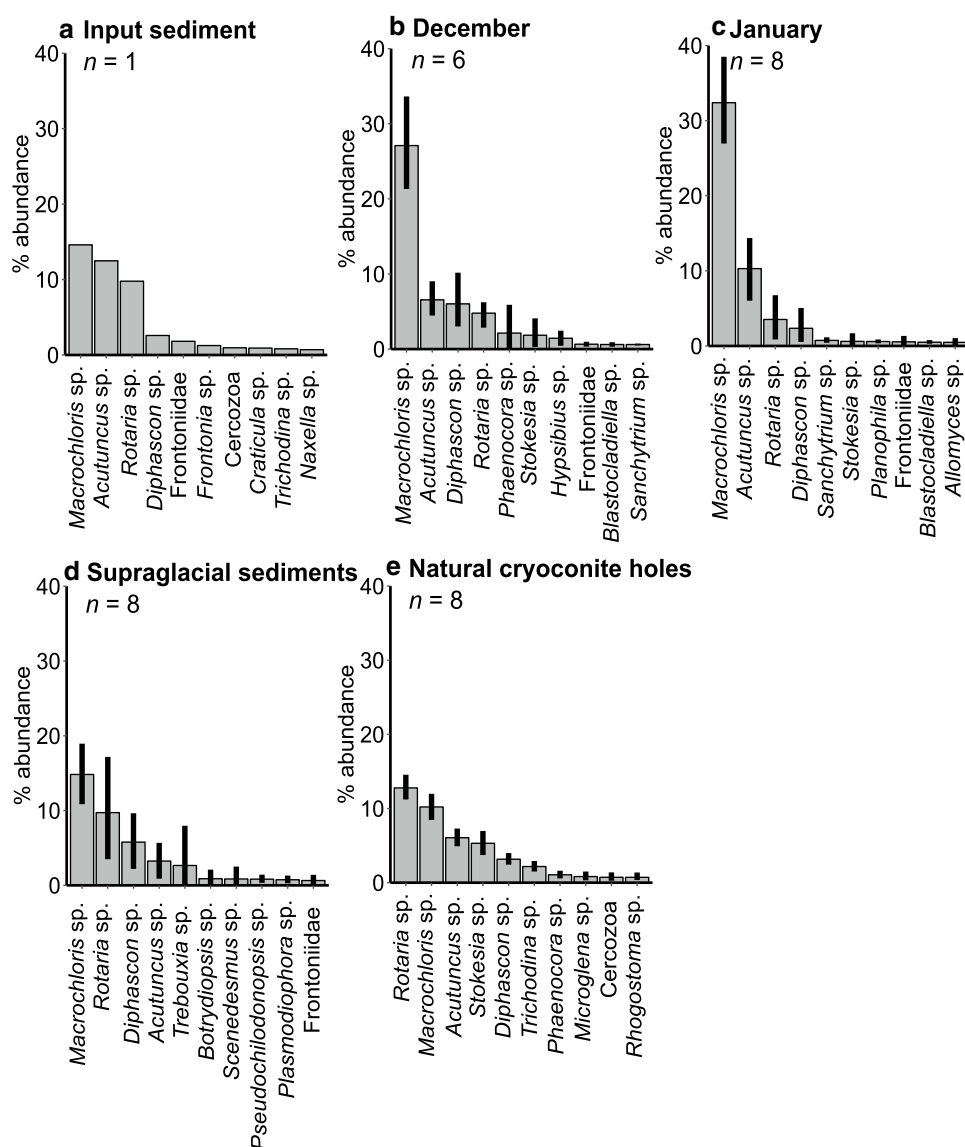 a Input sediment
n = 1
% abundance
40
30
20
10
0
Macrochloris sp.
Acutuncus sp.
Rotaria sp.
Diphascon sp.
Frontoniidae
Frontonia sp.
Cercozoa
Craticula sp.
Trichodina sp.
Naxella sp.
b December
n = 6
% abundance
40
30
20
10
0
Macrochloris sp.
Acutuncus sp.
Diphascon sp.
Rotaria sp.
Phaenocora sp.
Stokesia sp.
Hypsibius sp.
Frontoniidae
Blastocladiella sp.
Sanchytrium sp.
c January
n = 8
% abundance
40
30
20
10
0
Macrochloris sp.
Acutuncus sp.
Rotaria sp.
Diphascon sp.
Sanchytrium sp.
Stokesia sp.
Planophila sp.
Frontoniidae
Blastocladiella sp.
Allomyces sp.
d Supraglacial sediments
n = 8
% abundance
40
30
20
10
0
Macrochloris sp.
Rotaria sp.
Diphascon sp.
Acutuncus sp.
Trebouxia sp.
Botrydiopsis sp.
Scenedesmus sp.
Pseudochilodonopsis sp.
Plasmodiophora sp.
Frontoniidae
e Natural cryoconite holes
n = 8
% abundance
40
30
20
10
0
Rotaria sp.
Macrochloris sp.
Acutuncus sp.
Stokesia sp.
Diphascon sp.
Trichodina sp.
Phaenocora sp.
Microglena sp.
Cercozoa
Rhogostoma sp.